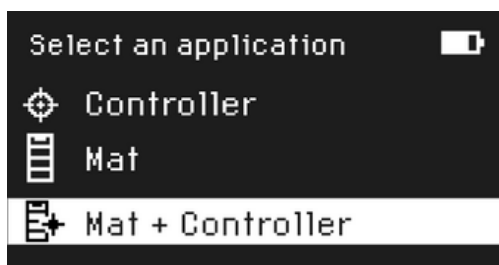 Select an application
Controller
Mat
Mat + Controller